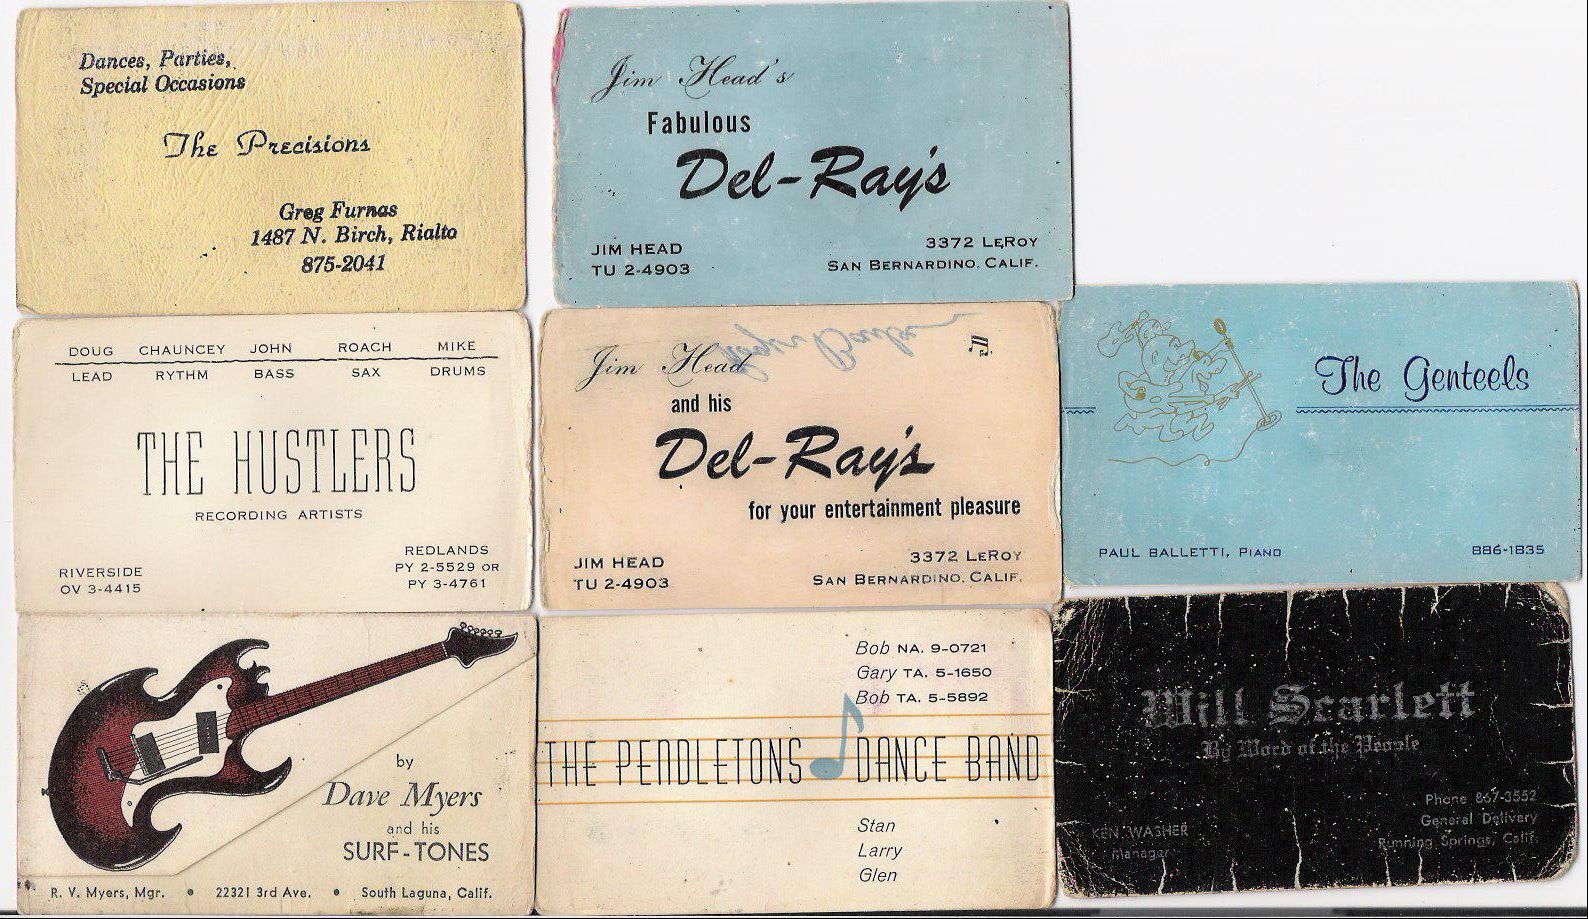 Dances, Parties,
Special Occasions
The Precisions
Greg Furnas
1487 N. Birch, Rialto
875-2041
Jim Head's
Fabulous
Del-Ray's
JIM HEAD
TU 2-4903
3372 LEROY
SAN BERNARDINO, CALIF.
DOUG CHAUNCEY JOHN ROACH MIKE
LEAD RYTHM BASS SAX DRUMS
THE HUSTLERS
RECORDING ARTISTS
RIVERSIDE
OV 3-4415
REDLANDS
PY 2-5529 OR
PY 3-4761
Jim Head
and his
Del-Ray's
for your entertainment pleasure
JIM HEAD
TU 2-4903
3372 LEROY
SAN BERNARDINO, CALIF.
The Genteels
PAUL BALLETTI, PIANO
886-1835
by
Dave Myers
and his
SURF-TONES
R. V. Myers, Mgr. • 22321 3rd Ave. • South Laguna, Calif.
Bob NA. 9-0721
Gary TA. 5-1650
Bob TA. 5-5892
THE PENDLETONS DANCE BAND
Stan
Larry
Glen
Will Scarlett
By Word of the People
KEN WASHER
Manager
Phone 867-3552
General Delivery
Running Springs, Calif.